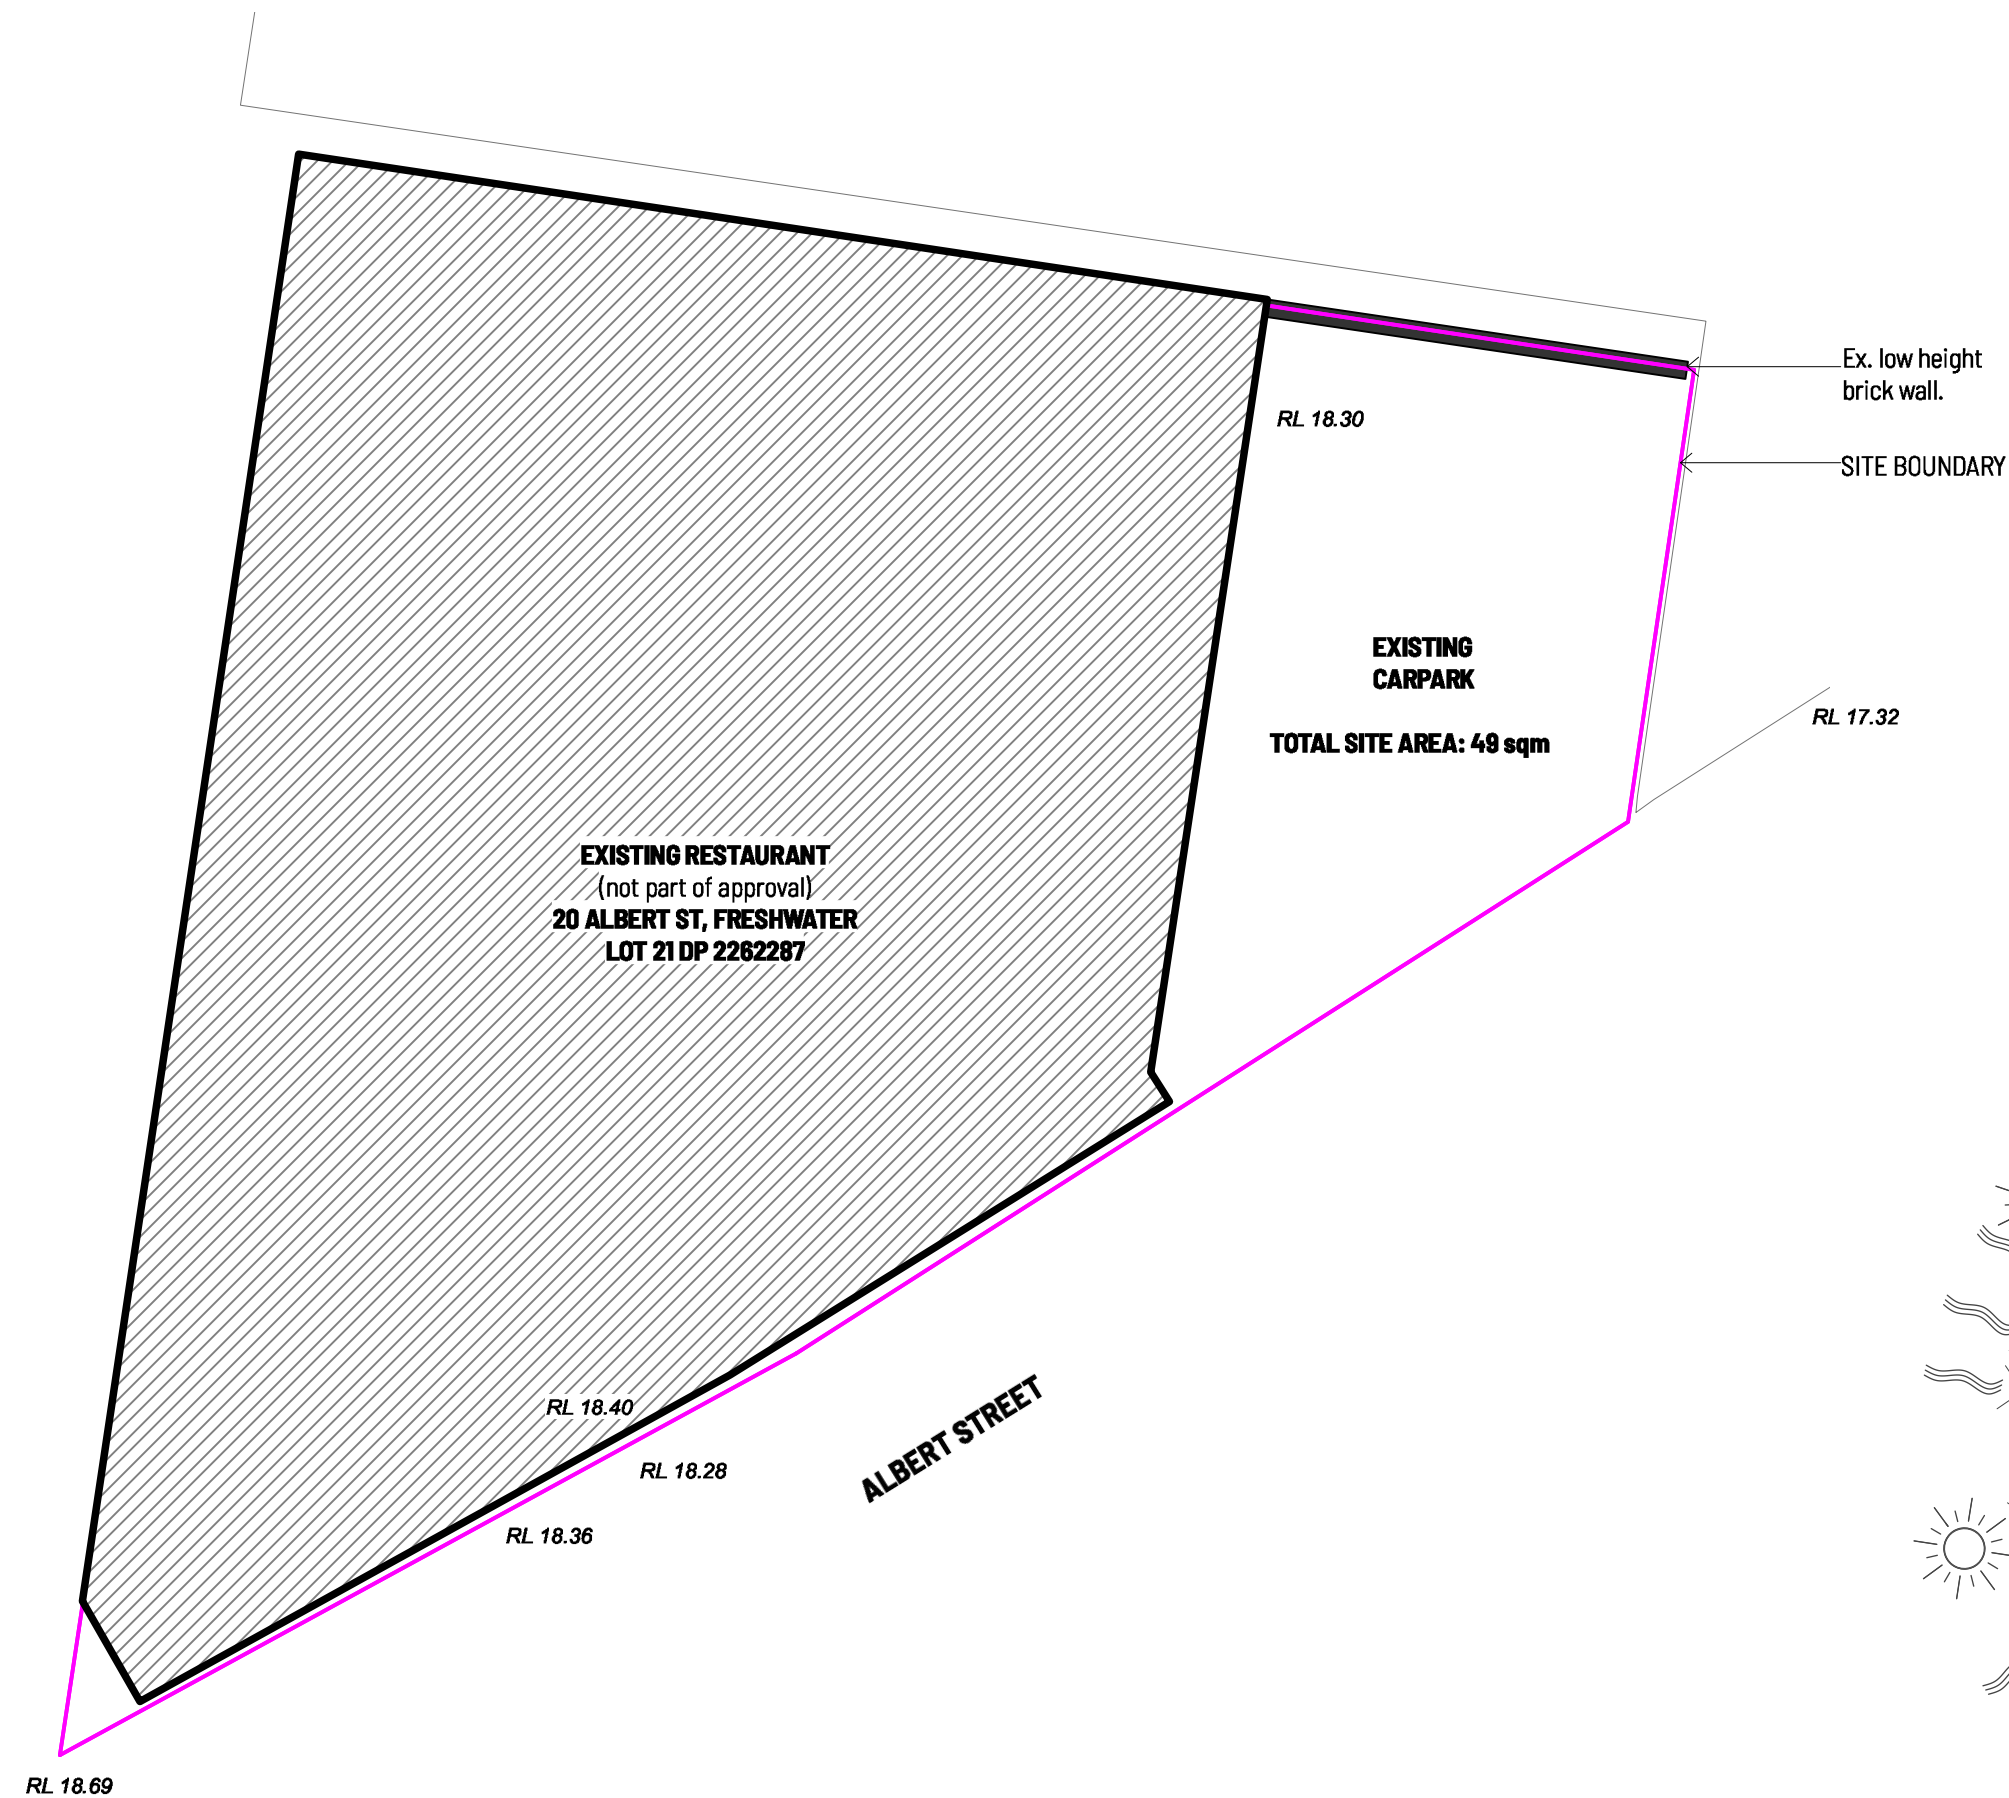 Ex. low height
brick wall.
RL 18.30
SITE BOUNDARY
EXISTING
CARPARK
TOTAL SITE AREA: 49 sqm
RL 17.32
EXISTING RESTAURANT
(not part of approval)
20 ALBERT ST, FRESHWATER
LOT 21 DP 2262287
RL 18.40
ALBERT STREET
RL 18.28
RL 18.36
RL 18.69